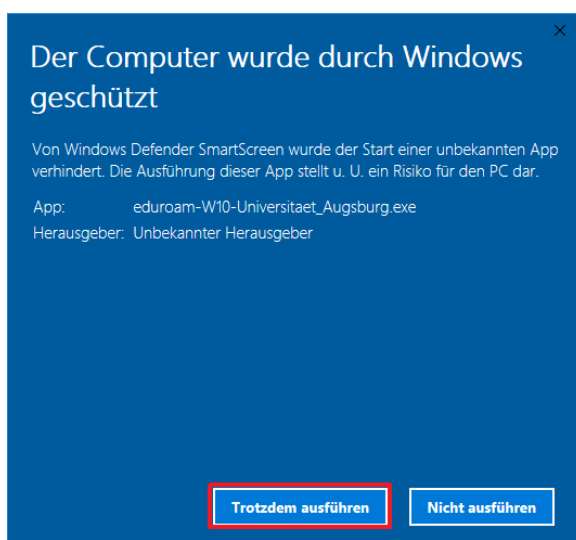 Der Computer wurde durch Windows
geschützt
Von Windows Defender SmartScreen wurde der Start einer unbekannten App
verhindert. Die Ausführung dieser App stellt u. U. ein Risiko für den PC dar.
App: eduroam-W10-Universitaet_Augsburg.exe
Herausgeber: Unbekannter Herausgeber
Trotzdem ausführen Nicht ausführen